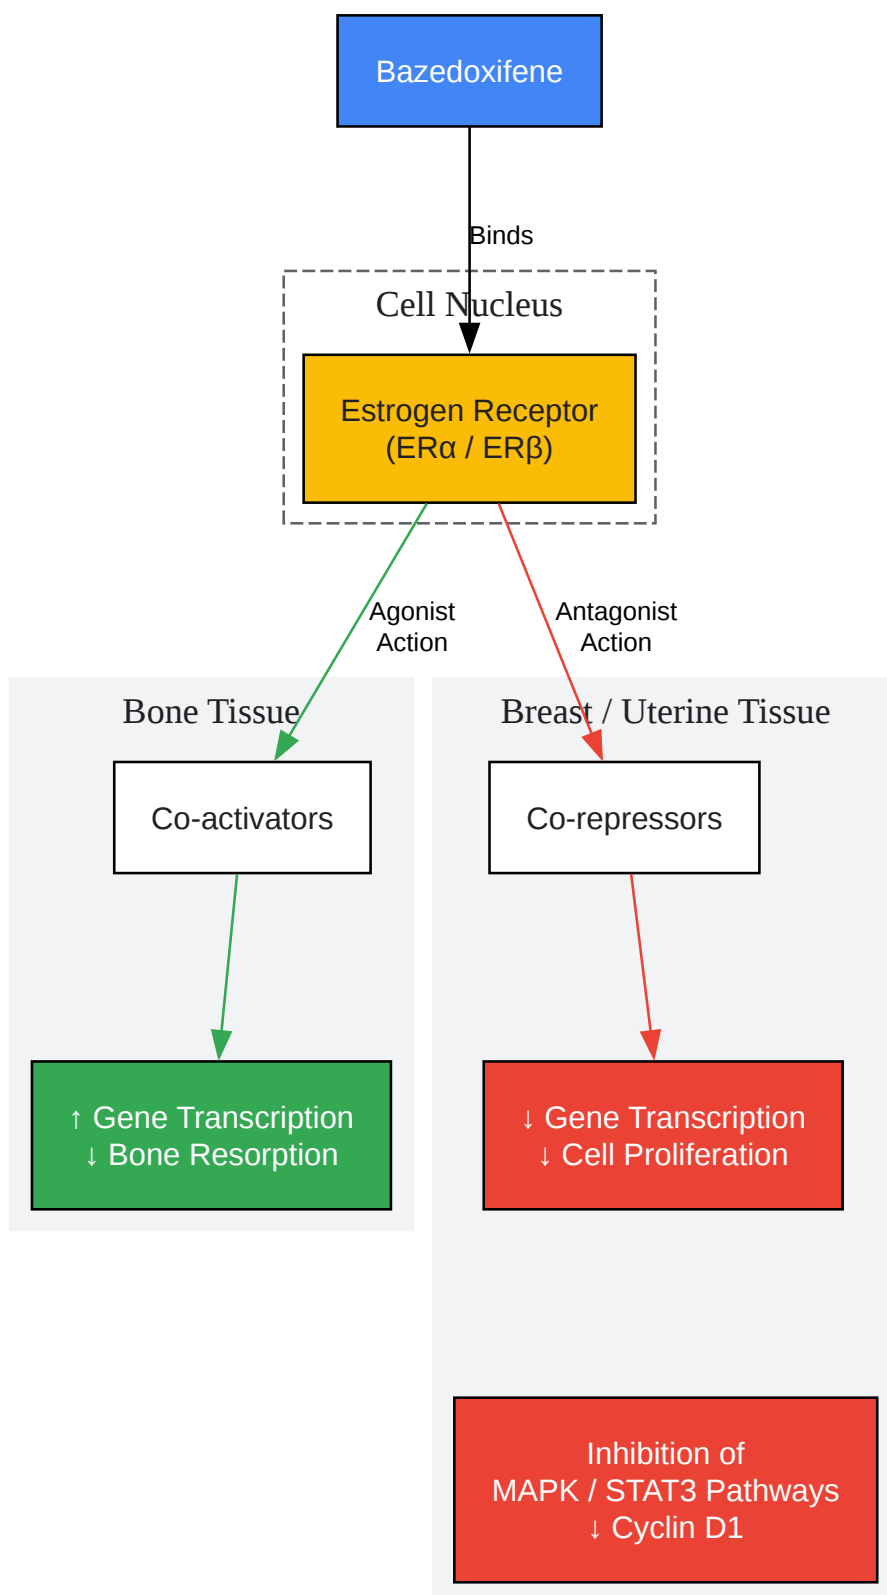 Bazedoxifene
Binds
Cell Nucleus
Estrogen Receptor
(ERα / ERβ)
Agonist
Action
Antagonist
Action
Bone Tissue
Breast / Uterine Tissue
Co-activators
Co-repressors
↑ Gene Transcription
↓ Bone Resorption
↓ Gene Transcription
↓ Cell Proliferation
Inhibition of
MAPK / STAT3 Pathways
↓ Cyclin D1